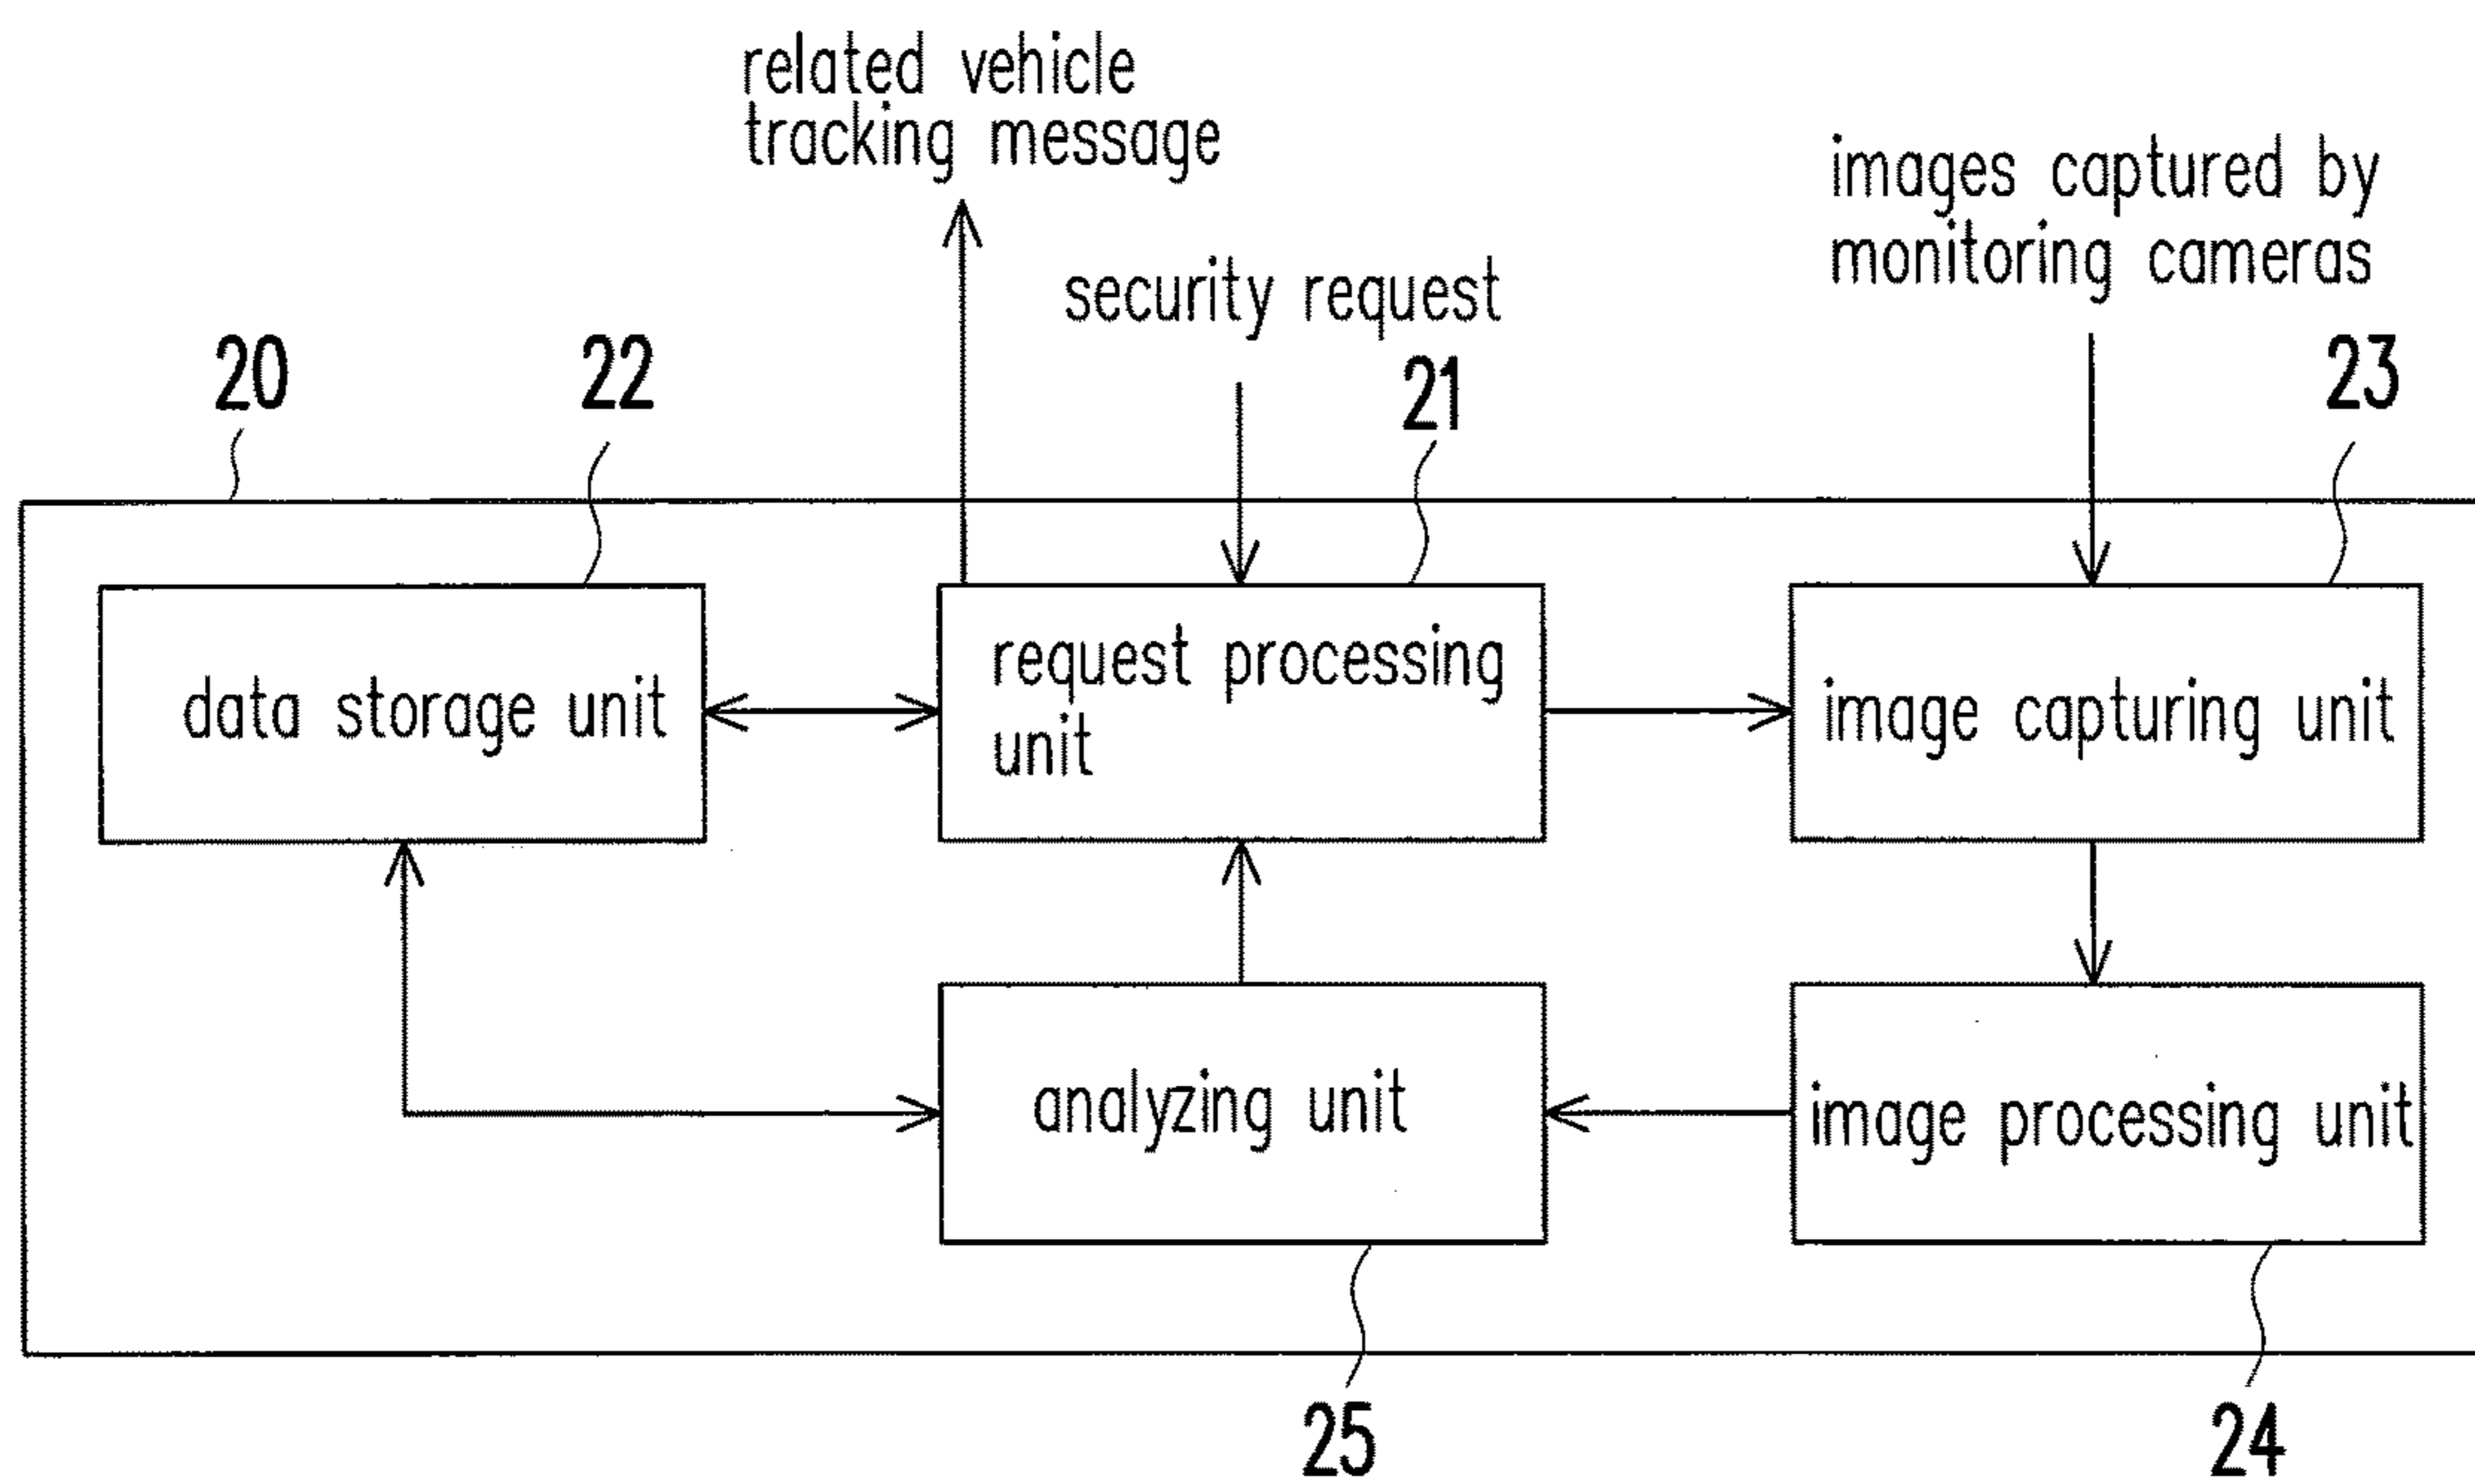 related vehicle
tracking message
images captured by
monitoring cameras
security request
20
22
21
23
data storage unit
request processing
unit
image capturing unit
analyzing unit
image processing unit
25
24